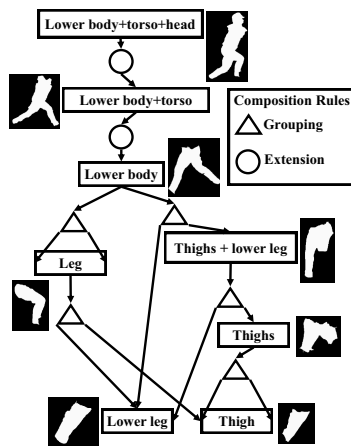 Lower body+torso+head
Lower body+torso
Composition Rules
Grouping
Extension
Lower body
Thighs + lower leg
Leg
Thighs
Lower leg
Thigh